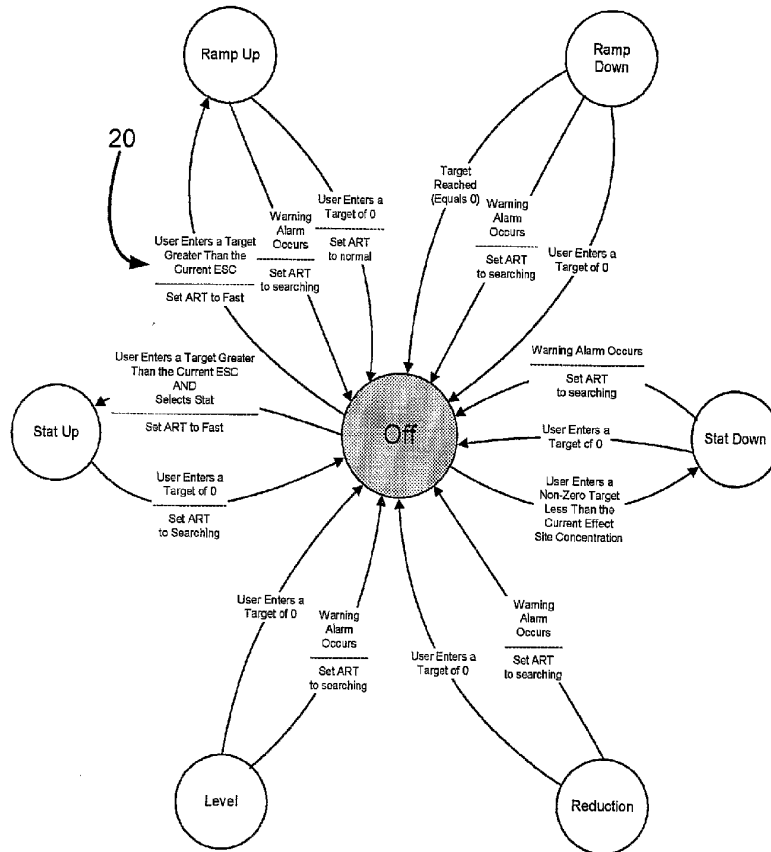 Ramp Up
Ramp
Down
20
User Enters a Target
Greater Than the
Current ESC
Set ART to Fast
Warning
Alarm
Occurs
Set ART
to searching
User Enters a
Target of 0
Set ART
to normal
Target
Reached
(Equals 0)
Warning
Alarm
Occurs
Set ART
to searching
User Enters a
Target of 0
User Enters a Target Greater
Than the Current ESC
AND
Selects Stat
Set ART to Fast
Warning Alarm Occurs
Set ART
to searching
Stat Up
Off
User Enters a
Target of 0
Stat Down
User Enters a
Target of 0
Set ART
to Searching
User Enters a
Non-Zero Target
Less Than the
Current Effect
Site Concentration
User Enters a
Target of 0
Warning
Alarm
Occurs
Set ART
to searching
User Enters a
Target of 0
Warning
Alarm
Occurs
Set ART
to searching
Level
Reduction